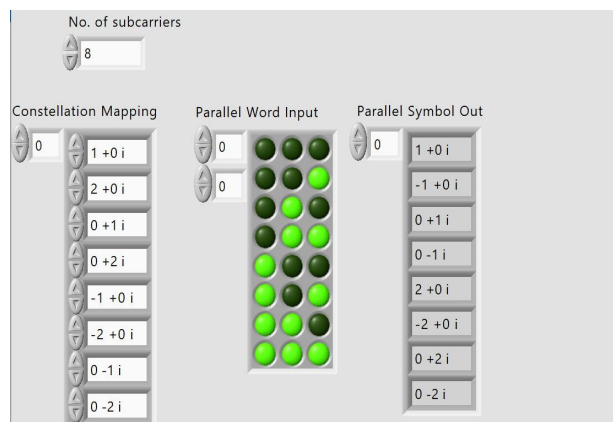 No. of subcarriers
8
Constellation Mapping
Parallel Word Input
Parallel Symbol Out
0
1 +0 i
2 +0 i
0 +1 i
0 +2 i
-1 +0 i
-2 +0 i
0 -1 i
0 -2 i
0
0
0
1 +0 i
-1 +0 i
0 +1 i
0 -1 i
2 +0 i
-2 +0 i
0 +2 i
0 -2 i